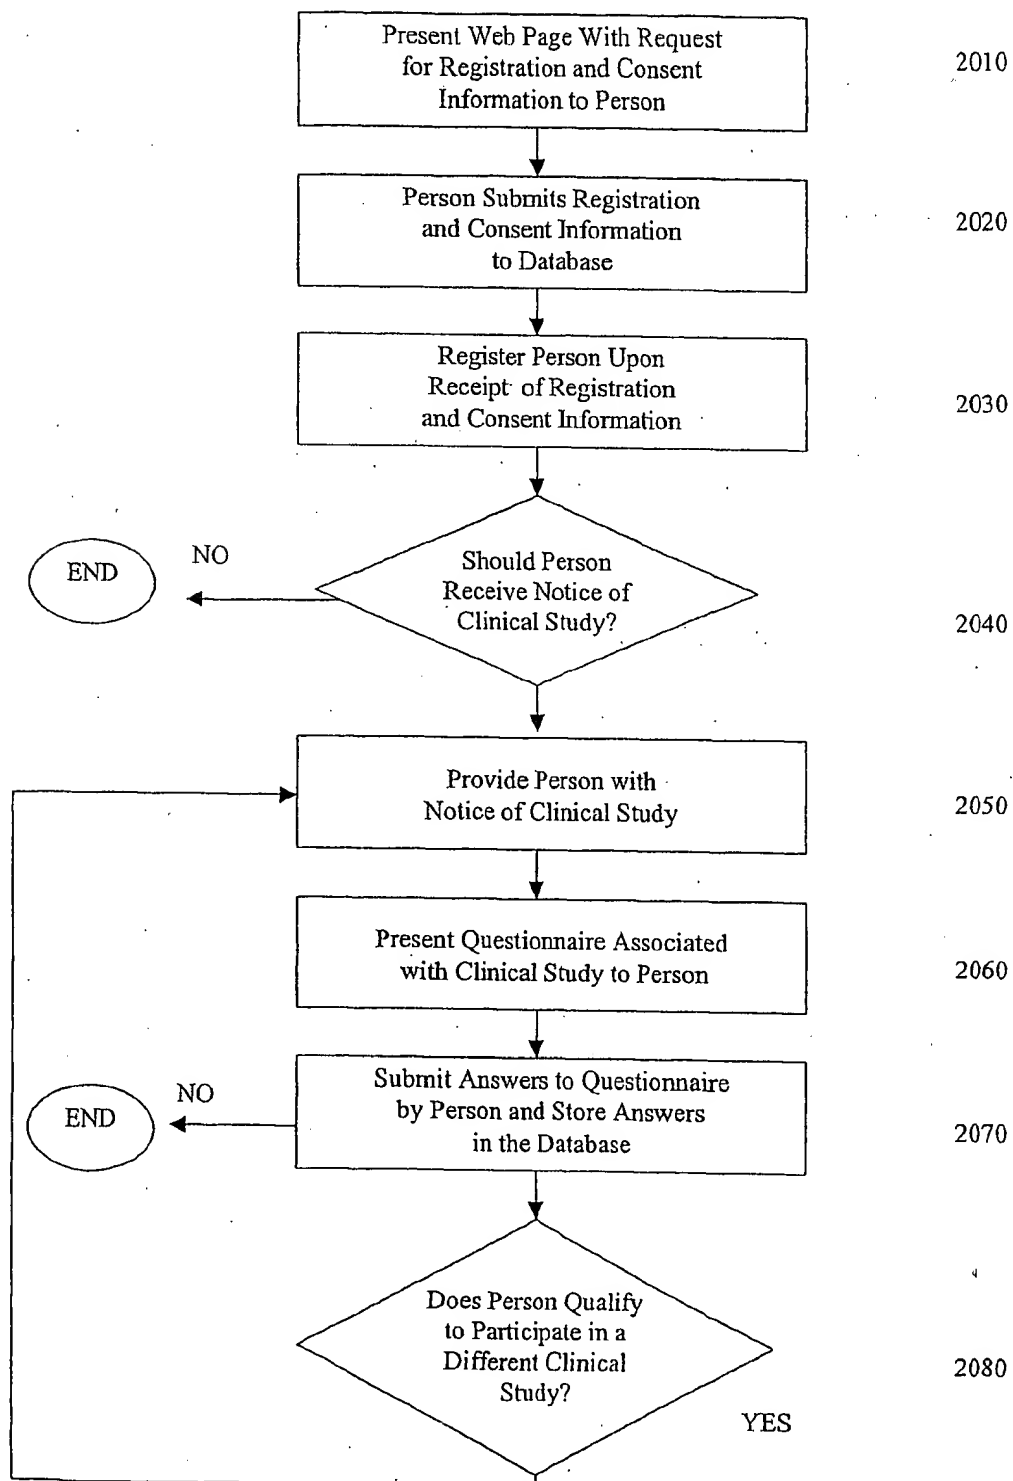 Present Web Page With Request
for Registration and Consent
Information to Person
2010
Person Submits Registration
and Consent Information
to Database
2020
Register Person Upon
Receipt of Registration
and Consent Information
2030
Should Person
Receive Notice of
Clinical Study?
2040
NO
END
Provide Person with
Notice of Clinical Study
2050
Present Questionnaire Associated
with Clinical Study to Person
2060
Submit Answers to Questionnaire
by Person and Store Answers
in the Database
2070
NO
END
Does Person Qualify
to Participate in a
Different Clinical
Study?
2080
YES